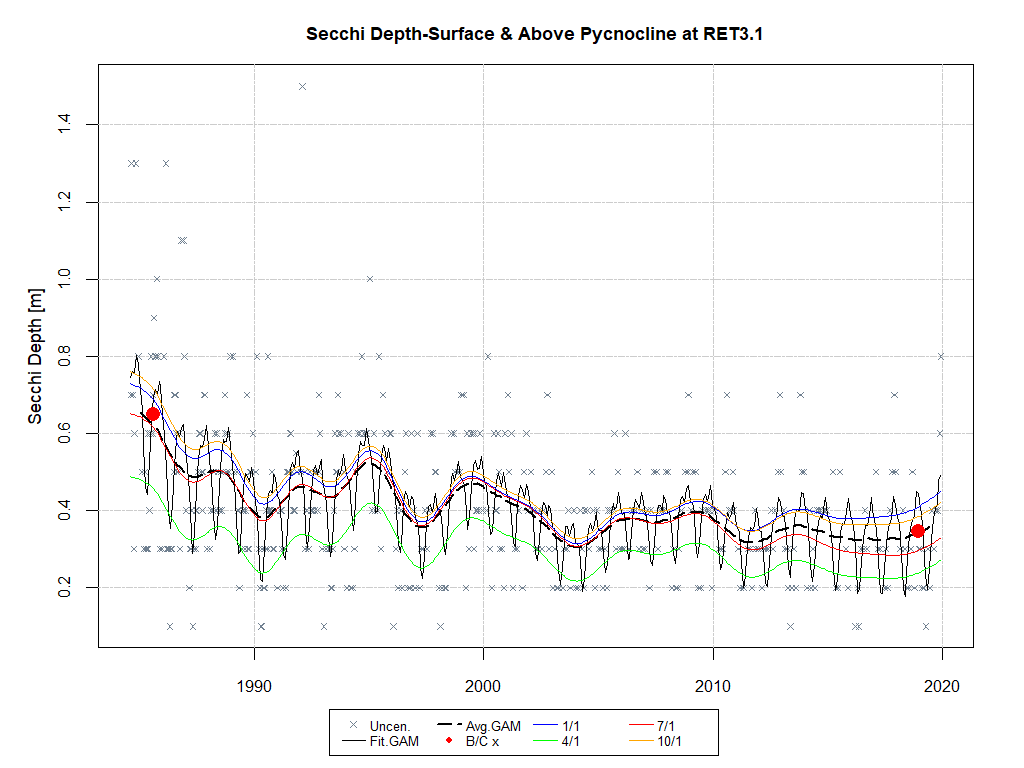 Secchi Depth-Surface & Above Pycnocline at RET3.1
Secchi Depth [m]
1.4
1.2
1.0
0.8
0.6
0.4
0.2
1990 2000 2010 2020
Uncen. Avg.GAM 1/1 7/1
Fit.GAM B/C x 4/1 10/1